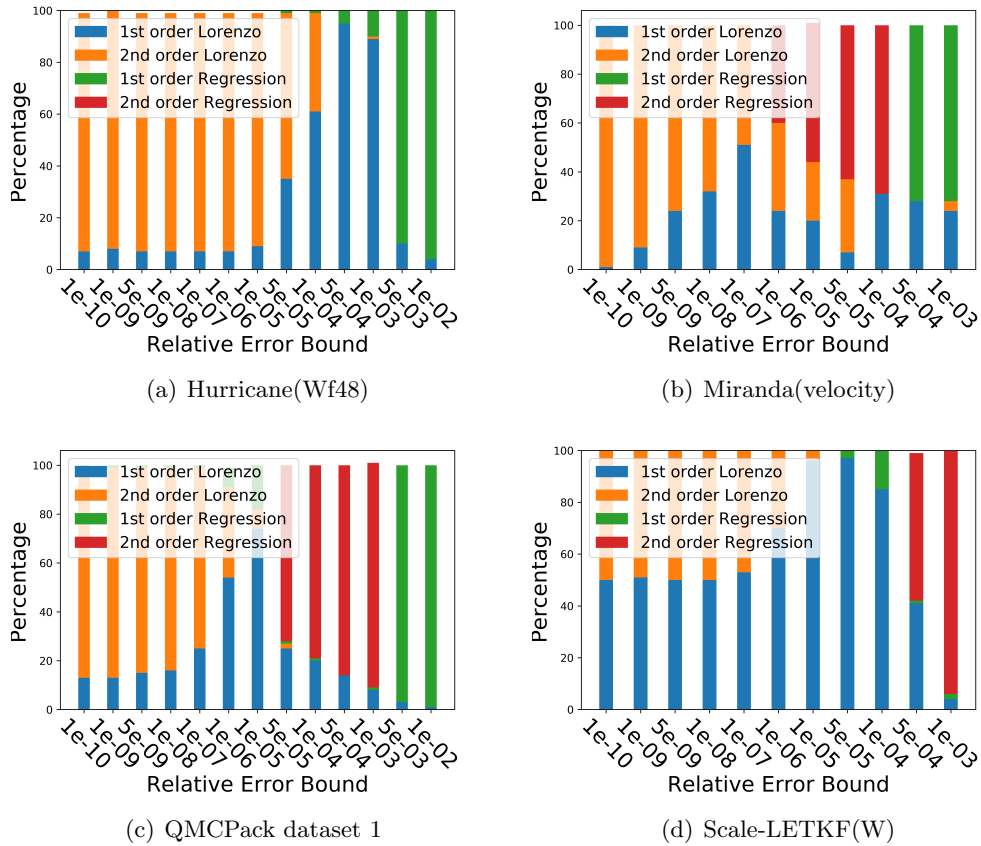 100
80
60
40
20
0
Percentage
1st order Lorenzo
2nd order Lorenzo
1st order Regression
2nd order Regression
1e-10 1e-09 5e-09 1e-08 1e-07 1e-06 1e-05 5e-05 1e-04 5e-04 1e-03 5e-03 1e-02
Relative Error Bound
(a) Hurricane(Wf48)
100
80
60
40
20
0
Percentage
1st order Lorenzo
2nd order Lorenzo
1st order Regression
2nd order Regression
1e-10 1e-09 5e-09 1e-08 1e-07 1e-06 1e-05 5e-05 1e-04 5e-04 1e-03
Relative Error Bound
(b) Miranda(velocity)
100
80
60
40
20
0
Percentage
1st order Lorenzo
2nd order Lorenzo
1st order Regression
2nd order Regression
1e-10 1e-09 5e-09 1e-08 1e-07 1e-06 1e-05 5e-05 1e-04 5e-04 1e-03 5e-03 1e-02
Relative Error Bound
(c) QMCPack dataset 1
100
80
60
40
20
0
Percentage
1st order Lorenzo
2nd order Lorenzo
1st order Regression
2nd order Regression
1e-10 1e-09 5e-09 1e-08 1e-07 1e-06 1e-05 5e-05 1e-04 5e-04 1e-03
Relative Error Bound
(d) Scale-LETKF(W)